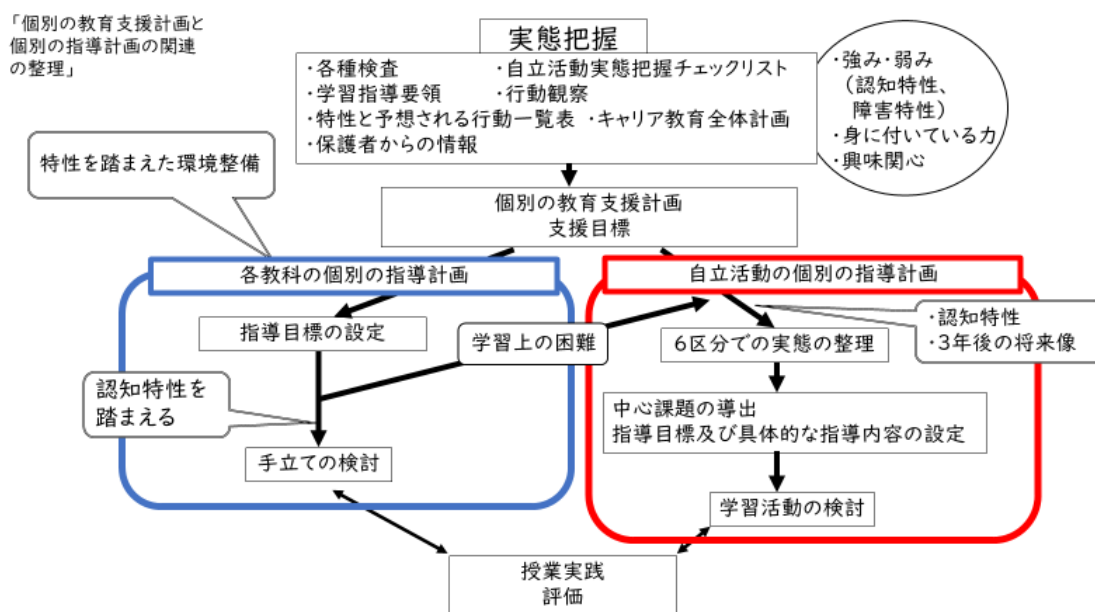 「個別の教育支援計画と
個別の指導計画の関連
の整理」
実態把握
・各種検査 ・自立活動実態把握チェックリスト
・学習指導要領 ・行動観察
・特性と予想される行動一覧表 ・キャリア教育全体計画
・保護者からの情報
・強み・弱み
(認知特性、
障害特性)
・身に付いている力
・興味関心
特性を踏まえた環境整備
個別の教育支援計画
支援目標
各教科の個別の指導計画
自立活動の個別の指導計画
指導目標の設定
学習上の困難
6区分での実態の整理
・認知特性
・3年後の将来像
認知特性を
踏まえる
中心課題の導出
指導目標及び具体的な指導内容の設定
手立ての検討
学習活動の検討
授業実践
評価